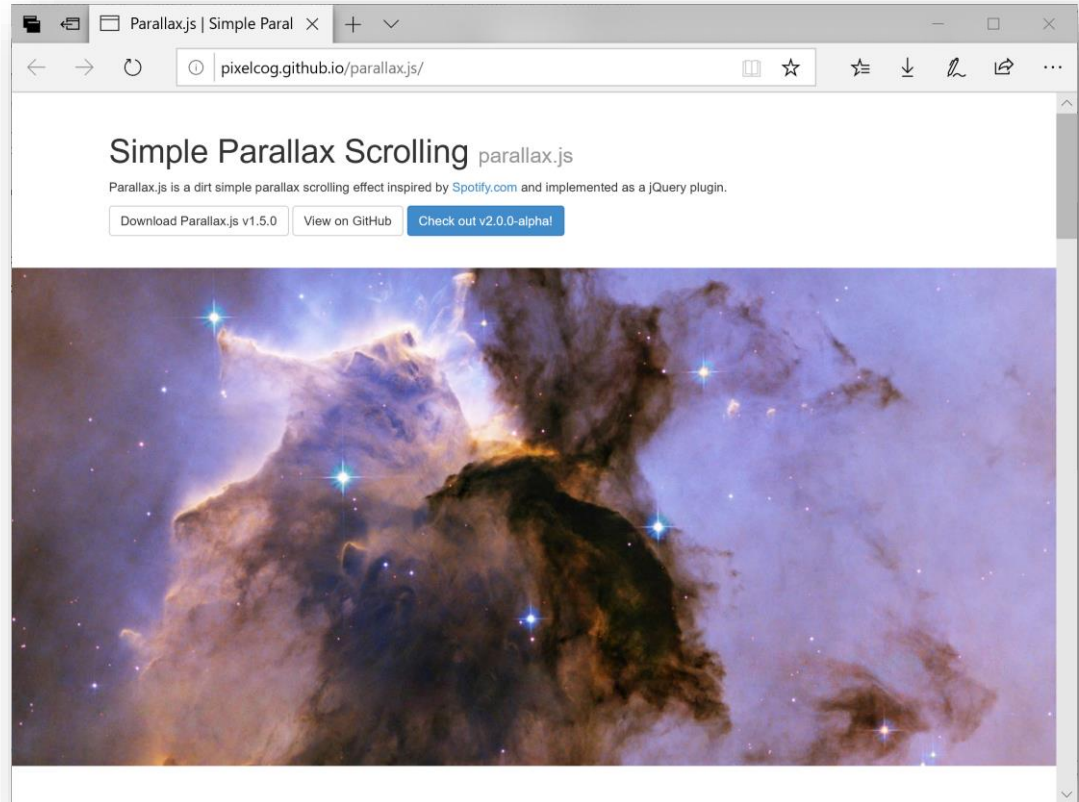 Parallax.js | Simple Paral
pixelcog.github.io/parallax.js/
Simple Parallax Scrolling parallax.js
Parallax.js is a dirt simple parallax scrolling effect inspired by Spotify.com and implemented as a jQuery plugin.
Download Parallax.js v1.5.0 View on GitHub Check out v2.0.0-alpha!